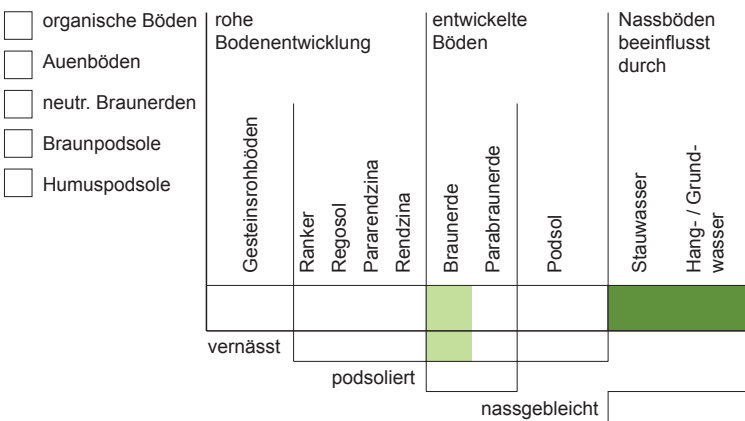 organische Böden
Auenböden
neutr. Braunerden
Braunpodsole
Humuspodsole
rohe
Bodenentwicklung
entwickelte
Böden
Nassböden
beeinflusst
durch
Gesteinsrohböden
Ranker
Regosol
Pararendzina
Rendzina
Braunerde
Parabraunerde
Podsol
Stauwasser
Hang- / Grund-
wasser
vernässt
podsoliert
nassgebleicht